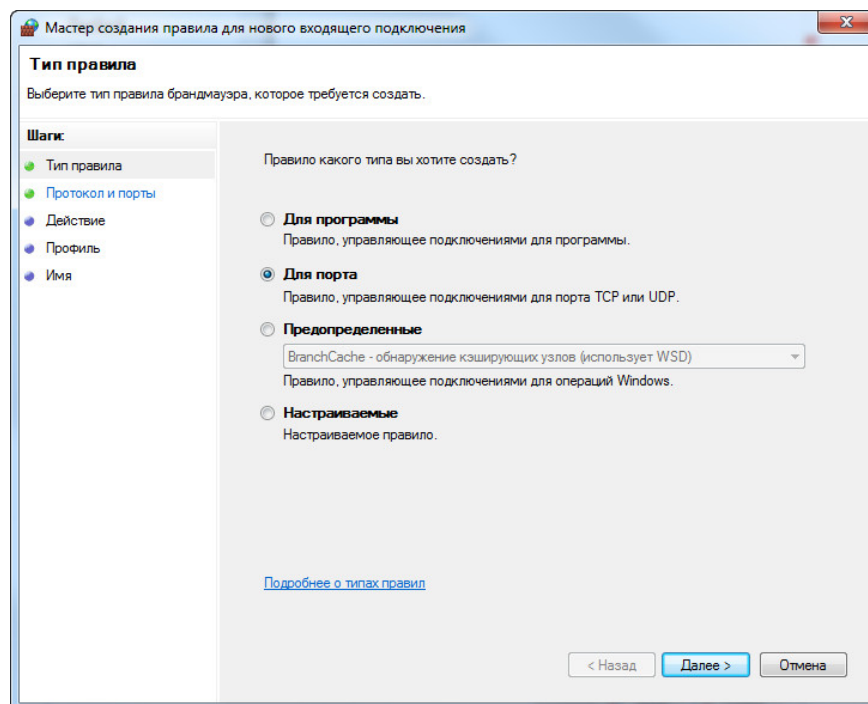 Мастер создания правила для нового входящего подключения
Тип правила
Выберите тип правила брандмауэра, которое требуется создать.
Шаги:
Тип правила
Протокол и порты
Действие
Профиль
Имя
Правило какого типа вы хотите создать?
Для программы
Правило, управляющее подключениями для программы.
Для порта
Правило, управляющее подключениями для порта TCP или UDP.
Предопределенные
BranchCache - обнаружение кэширующих узлов (использует WSD)
Правило, управляющее подключениями для операций Windows.
Настраиваемые
Настраиваемое правило.
Подробнее о типах правил
< Назад
Далее >
Отмена